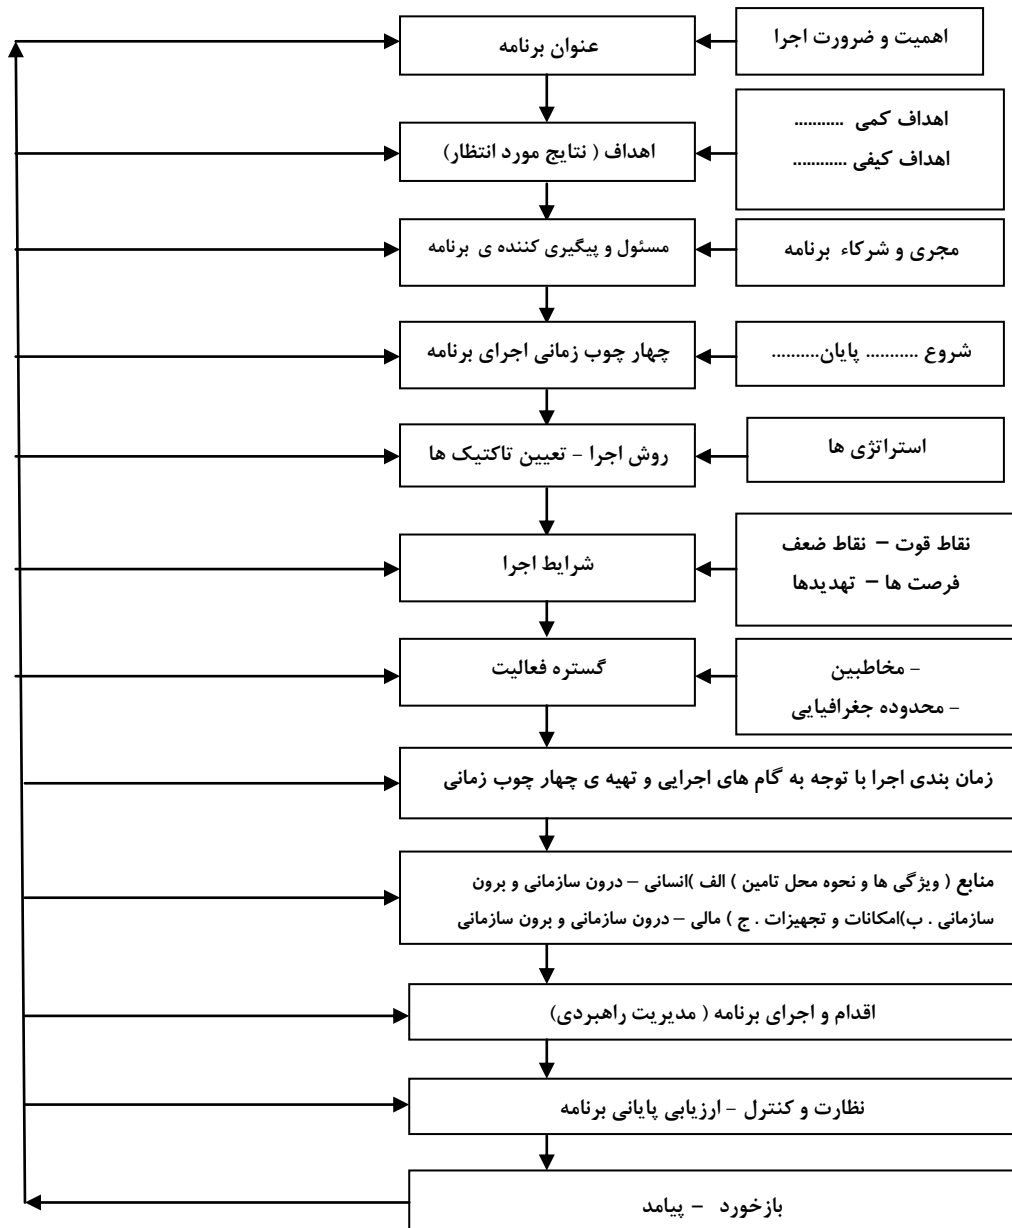 اهمیت و ضرورت اجرا
عنوان برنامه
اهداف کمی ...........
اهداف کیفی ............
اهداف ( نتایج مورد انتظار)
مجری و شرکاء برنامه
مسئول و پیگیری کننده ی برنامه
شروع ........... پایان..........
چهار چوب زمانی اجرای برنامه
استراتژی ها
روش اجرا – تعیین تاکتیک ها
نقاط قوت – نقاط ضعف
فرصت ها – تهدیدها
شرایط اجرا
– مخاطبین
– محدوده جغرافیایی
گستره فعالیت
زمان بندی اجرا با توجه به گام های اجرایی و تهیه ی چهار چوب زمانی
منابع ( ویژگی ها و نحوه محل تامین ) الف )انسانی – درون سازمانی و برون
سازمانی . ب)امکانات و تجهیزات . ج ) مالی – درون سازمانی و برون سازمانی
اقدام و اجرای برنامه ( مدیریت راهبردی)
نظارت و کنترل – ارزیابی پایانی برنامه
بازخورد – پیامد